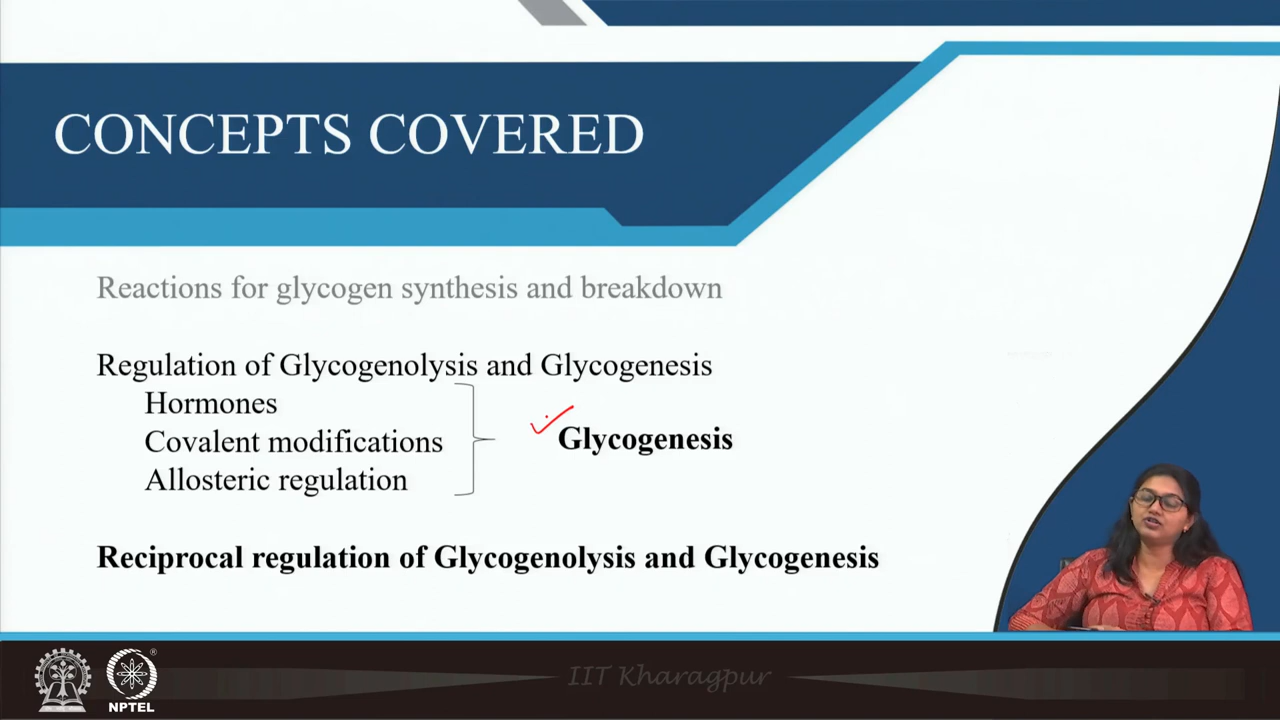 CONCEPTS COVERED
Reactions for glycogen synthesis and breakdown
Regulation of Glycogenolysis and Glycogenesis
Hormones
Covalent modifications
Allosteric regulation
Glycogenesis
Reciprocal regulation of Glycogenolysis and Glycogenesis
IIT Kharagpur
®
NPTEL